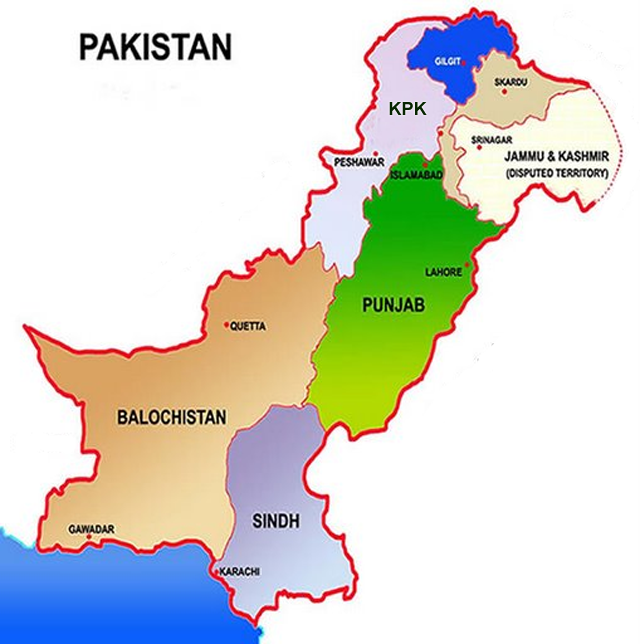 PAKISTAN
GILGIT
SKARDU
KPK
SRINAGAR
JAMMU & KASHMIR
(DISPUTED TERRITORY)
PESHAWAR
ISLAMABAD
LAHORE
PUNJAB
QUETTA
BALOCHISTAN
SINDH
GAWADAR
KARACHI